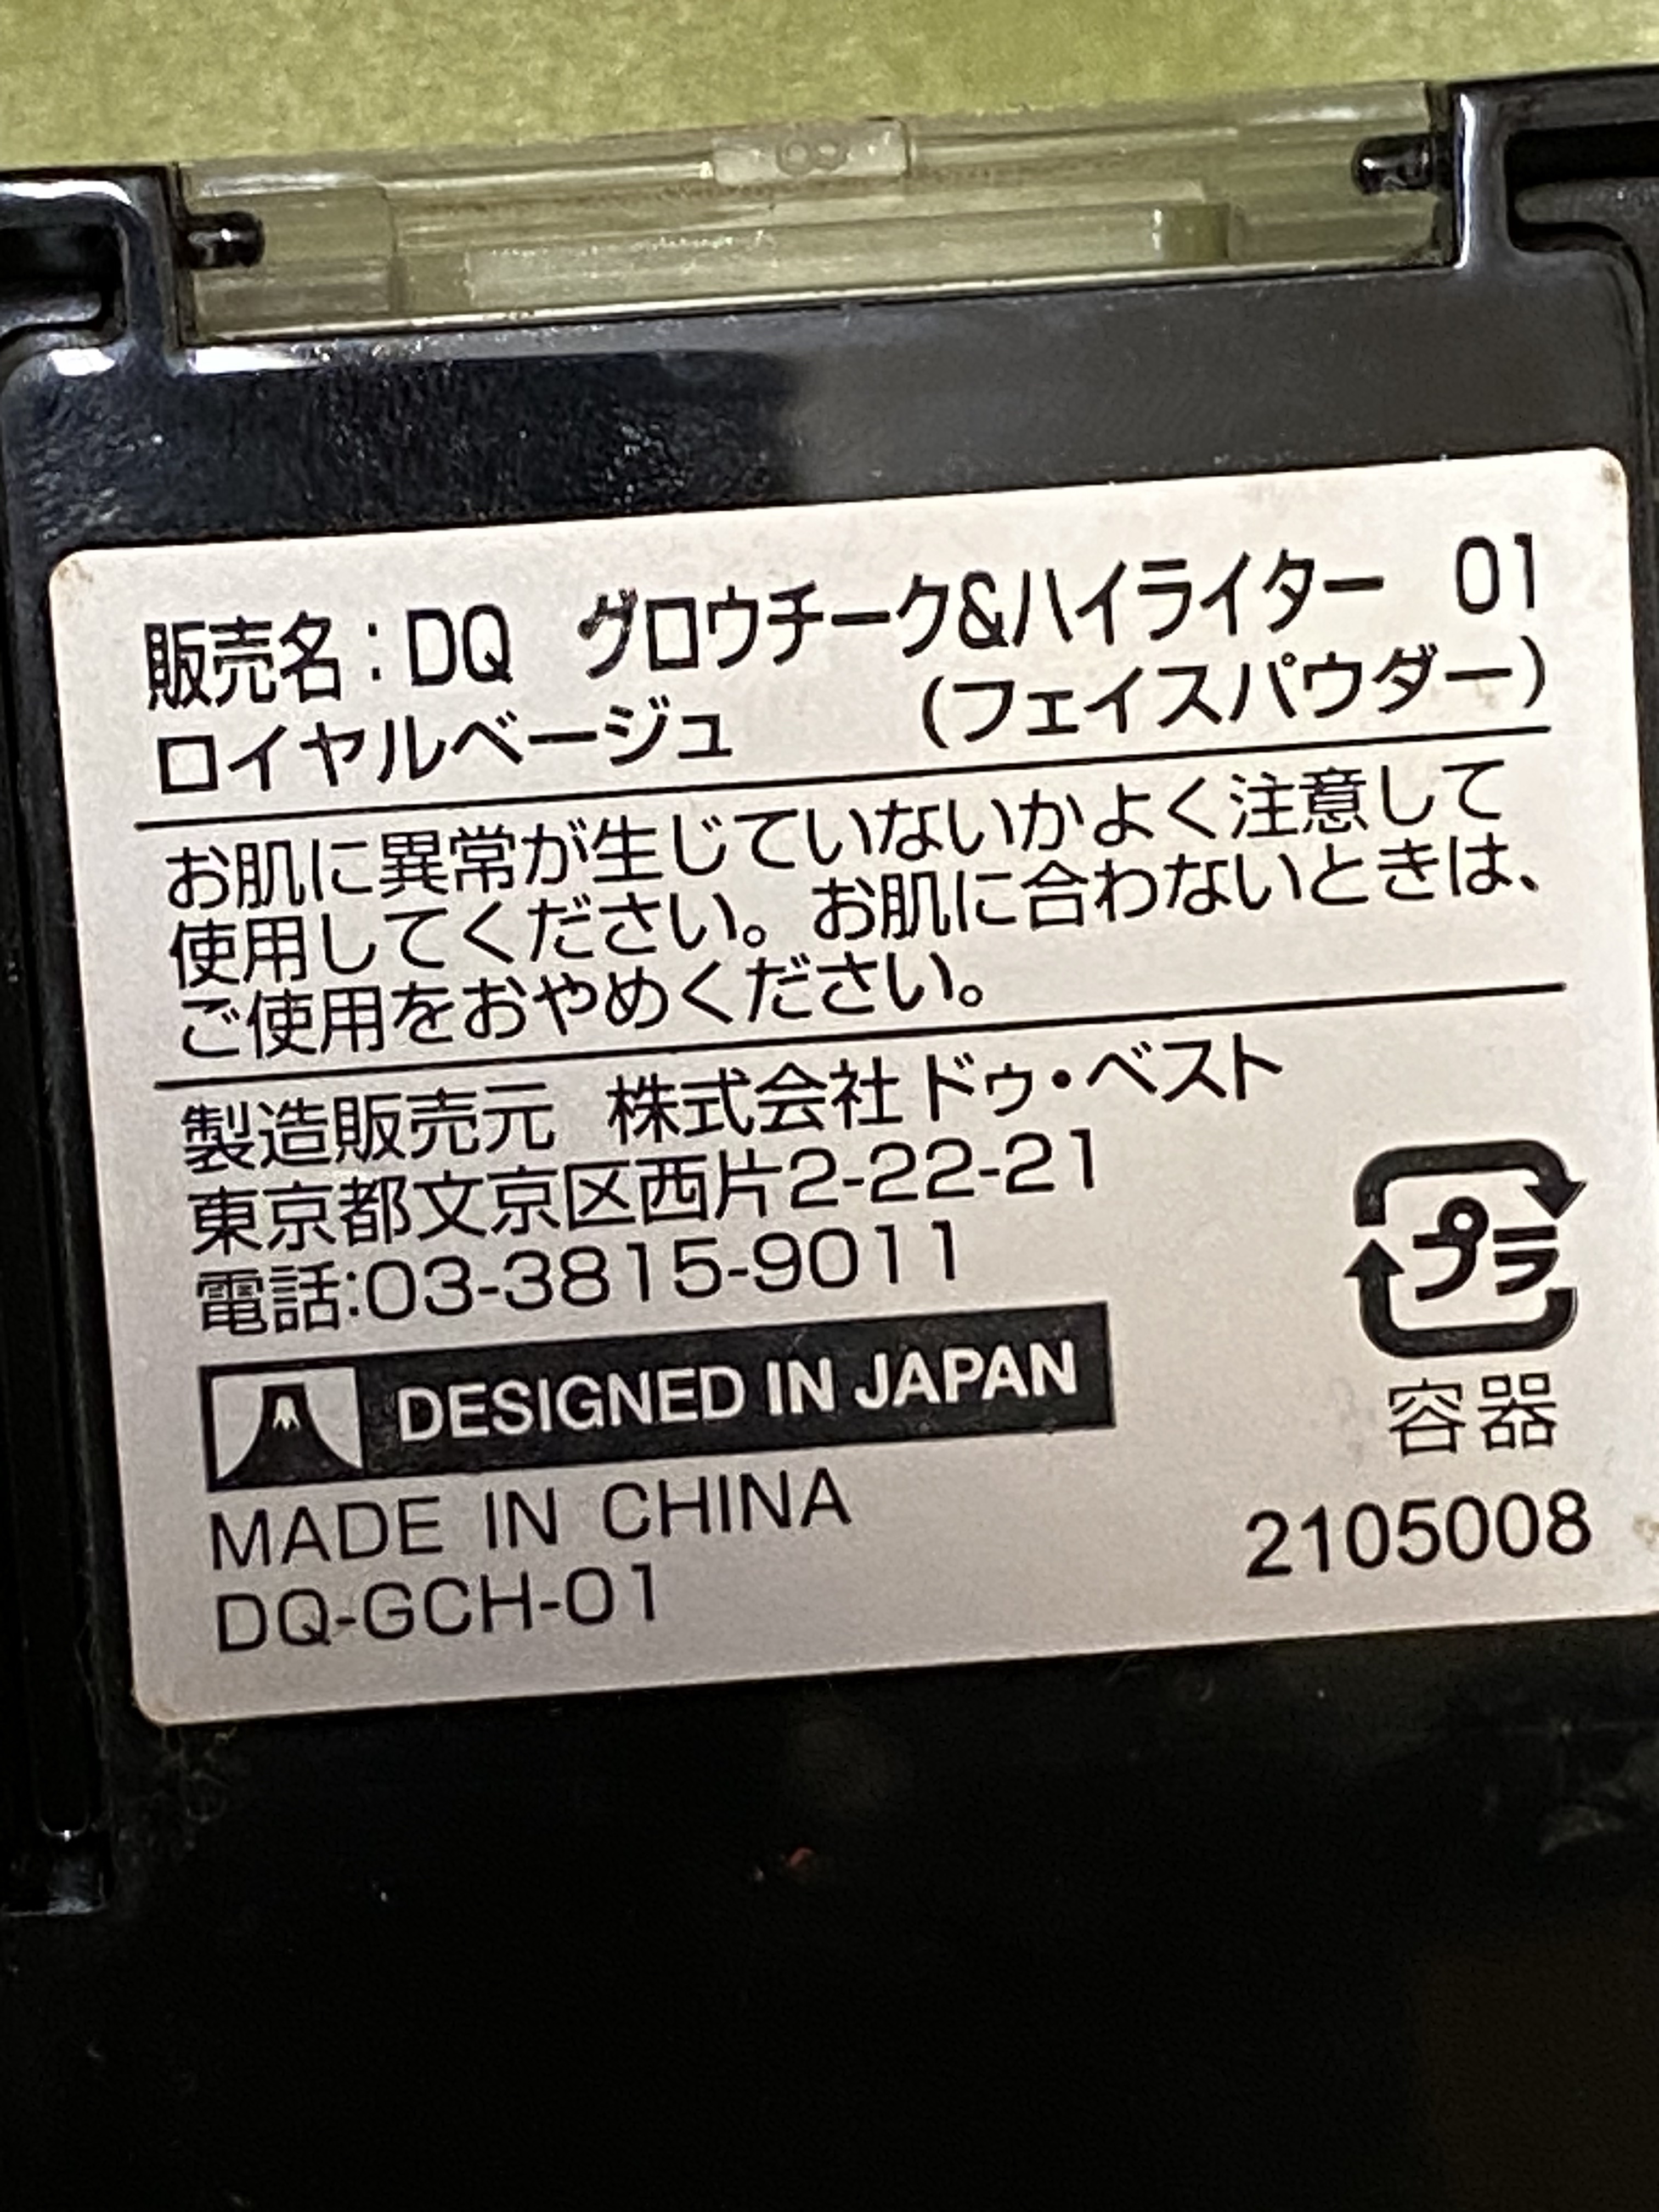 販売名：DQ　グロウチーク&ハイライター　01
ロイヤルベージュ　　（フェイスパウダー）
お肌に異常が生じていないかよく注意して
使用してください。お肌に合わないときは、
ご使用をおやめください。
製造販売元　株式会社ドゥ・ベスト
東京都文京区西片2-22-21
電話:03-3815-9011
プラ
容器
DESIGNED IN JAPAN
MADE IN CHINA
2105008
DQ-GCH-01